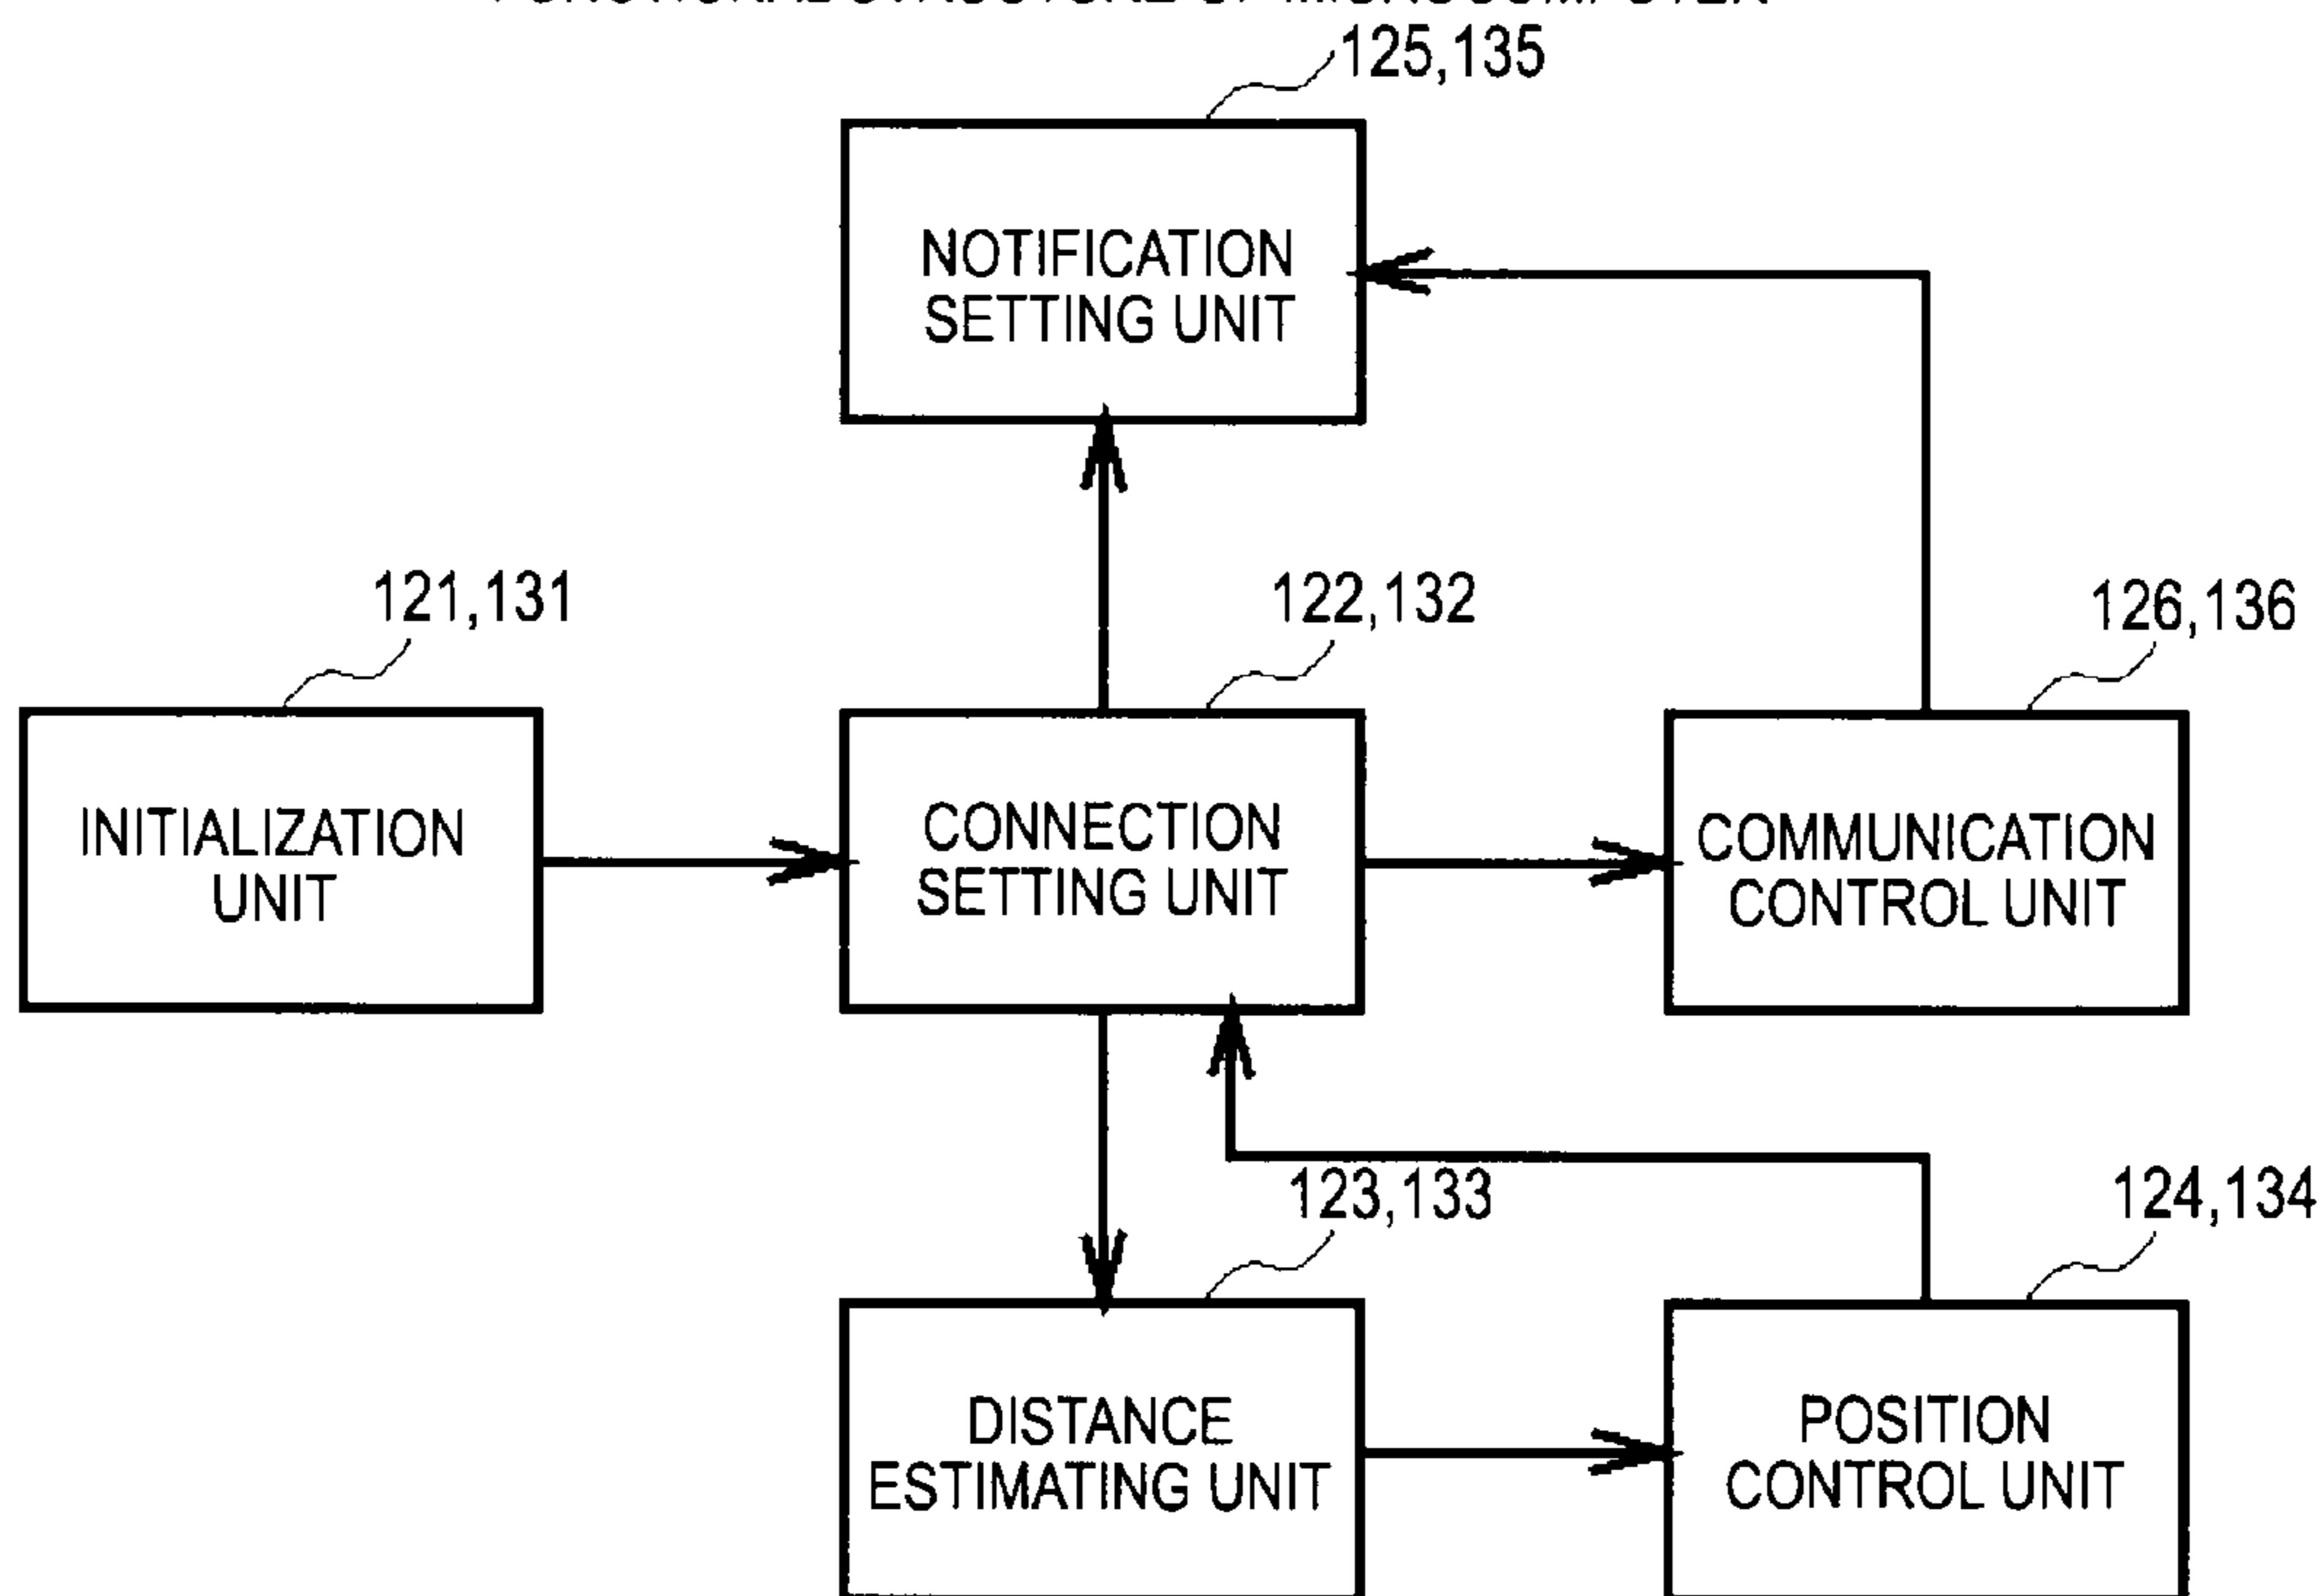 125,135
NOTIFICATION
SETTING UNIT
121,131
122,132
126,136
INITIALIZATION
UNIT
CONNECTION
SETTING UNIT
COMMUNICATION
CONTROL UNIT
123,133
124,134
DISTANCE
ESTIMATING UNIT
POSITION
CONTROL UNIT